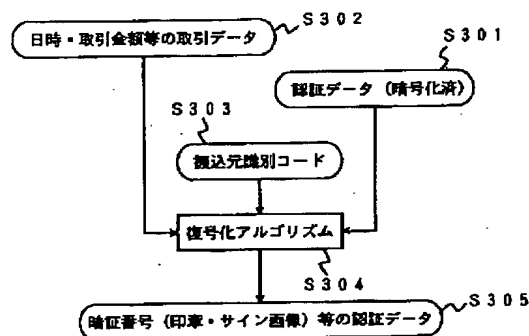 S302
日時・取引金額等の取引データ
S301
認証データ(暗号化済)
S303
振込元識別コード
復号化アルゴリズム
S304
S305
暗証番号(印章・サイン画像)等の認証データ